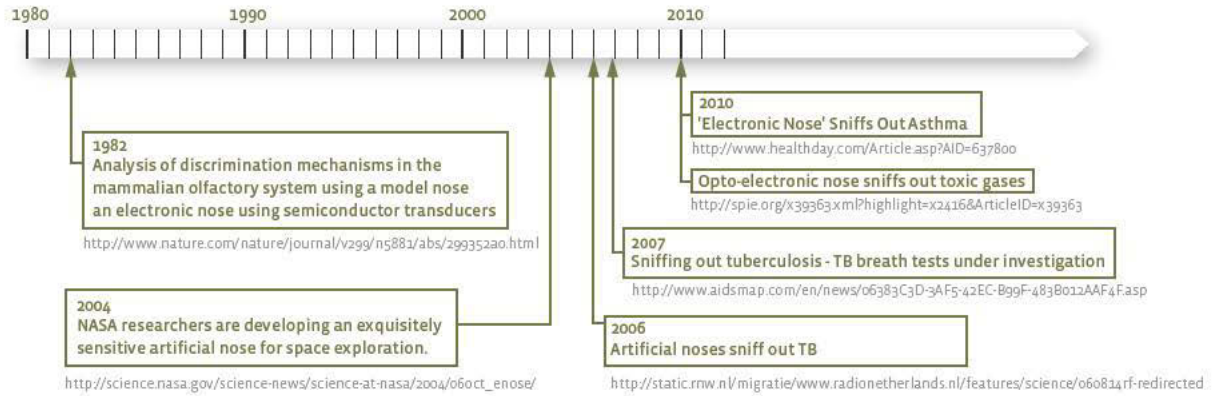 1980 1990 2000 2010
1982
Analysis of discrimination mechanisms in the
mammalian olfactory system using a model nose
an electronic nose using semiconductor transducers
http://www.nature.com/nature/journal/v299/n5881/abs/299352a0.html
2004
NASA researchers are developing an exquisitely
sensitive artificial nose for space exploration.
http://science.nasa.gov/science-news/science-at-nasa/2004/06oct_enose/
2010
'Electronic Nose' Sniffs Out Asthma
http://www.healthday.com/Article.asp?AID=637800
Opto-electronic nose sniffs out toxic gases
http://spie.org/x39363.xml?highlight=x2416&ArticleID=x39363
2007
Sniffing out tuberculosis - TB breath tests under investigation
http://www.aidsmap.com/en/news/06383C3D-3AF5-42EC-B99F-483B012AAF4F.asp
2006
Artificial noses sniff out TB
http://static.rnw.nl/migratie/www.radionetherlands.nl/features/science/060814rf-redirected